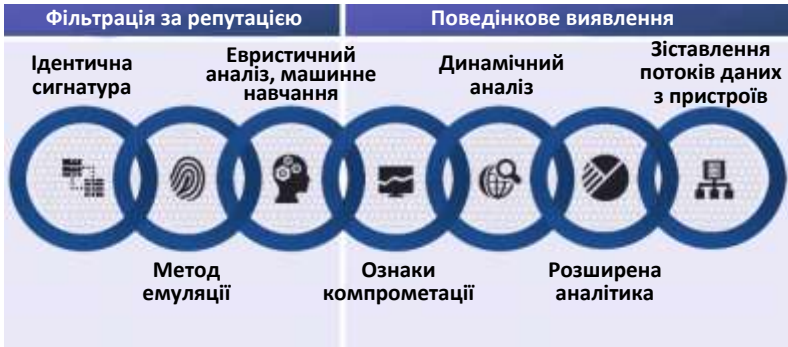 Фільтрація за репутацією
Поведінкове виявлення
Ідентична
сигнатура
Евристичний
аналіз, машинне
навчання
Динамічний
аналіз
Зіставлення
потоків даних
з пристроїв
Метод
емуляції
Ознаки
компрометації
Розширена
аналітика